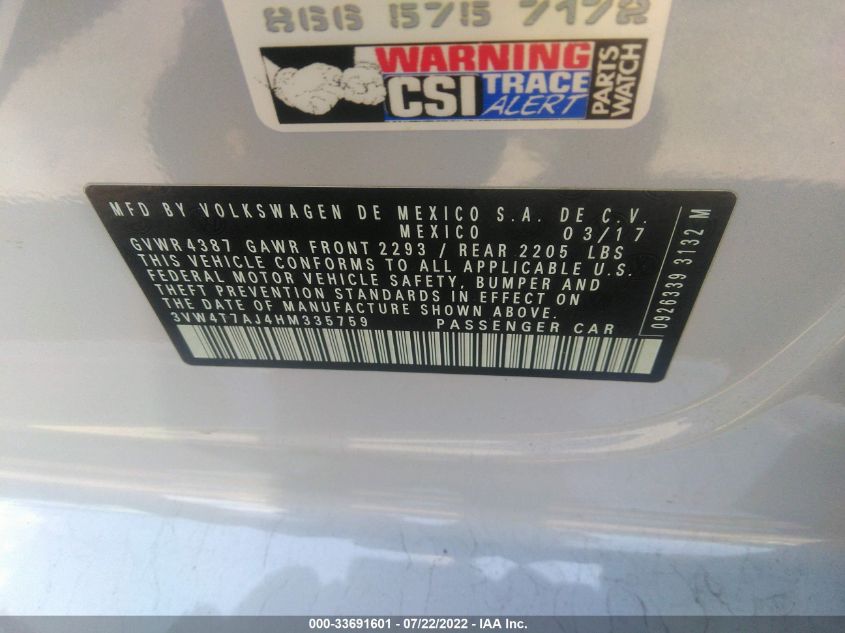 866 575 7172
WARNING
CSI TRACE
ALERT
PARTS
WATCH
MFD BY VOLKSWAGEN DE MEXICO S.A. DE C.V.
MEXICO 03/17
GVWR 4387 GAWR FRONT 2293 / REAR 2205 LBS
THIS VEHICLE CONFORMS TO ALL APPLICABLE U.S.
FEDERAL MOTOR VEHICLE SAFETY, BUMPER AND
THEFT PREVENTION STANDARDS IN EFFECT ON
THE DATE OF MANUFACTURE SHOWN ABOVE.
3VW4T7AJ4HM335759 PASSENGER CAR
0926339 3132 M
000-33691601 - 07/22/2022 - IAA Inc.